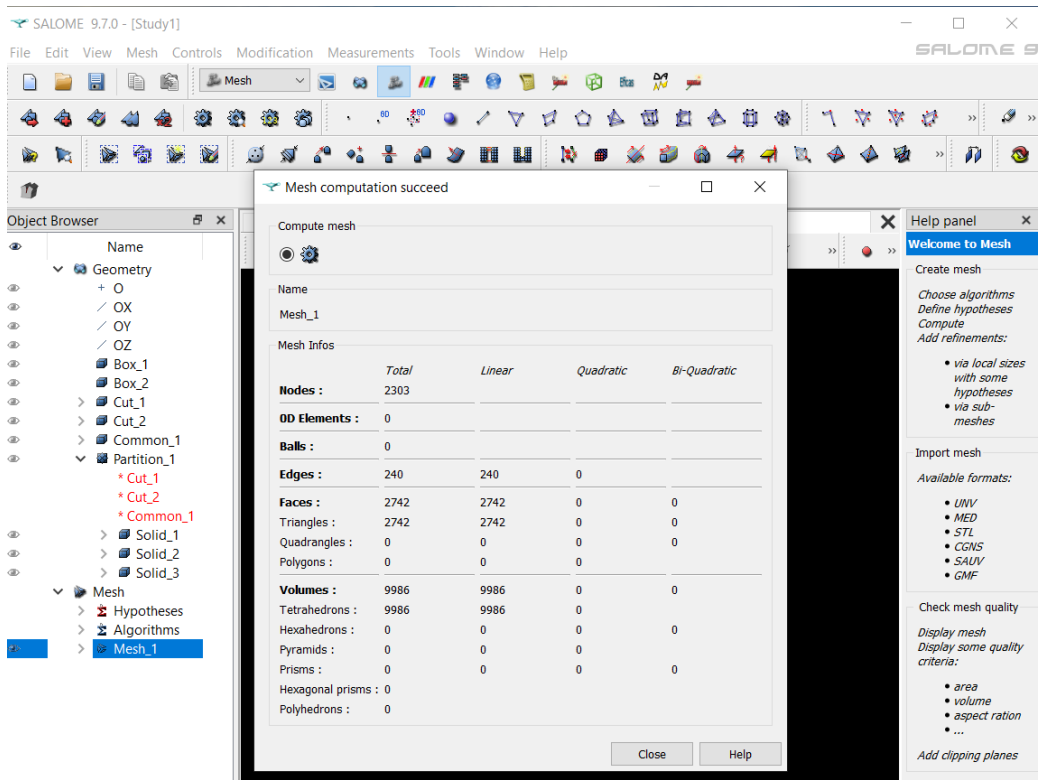 SALOME 9.7.0 - [Study1]
File Edit View Mesh Controls Modification Measurements Tools Window Help
SALOME 9
Mesh
Mesh computation succeed
Object Browser
Name
Geometry
O
OX
OY
OZ
Box_1
Box_2
Cut_1
Cut_2
Common_1
Partition_1
* Cut_1
* Cut_2
* Common_1
Solid_1
Solid_2
Solid_3
Mesh
Hypotheses
Algorithms
Mesh_1
Compute mesh
Name
Mesh_1
Mesh Infos
Total Linear Quadratic Bi-Quadratic
Nodes : 2303
0D Elements : 0
Balls : 0
Edges : 240 240 0
Faces : 2742 2742 0 0
Triangles : 2742 2742 0 0
Quadrangles : 0 0 0 0
Polygons : 0 0 0
Volumes : 9986 9986 0 0
Tetrahedrons : 9986 9986 0
Hexahedrons : 0 0 0 0
Pyramids : 0 0 0
Prisms : 0 0 0 0
Hexagonal prisms : 0
Polyhedrons : 0
Close Help
Help panel
Welcome to Mesh
Create mesh
Choose algorithms
Define hypotheses
Compute
Add refinements:
• via local sizes
with some
hypotheses
• via sub-
meshes
Import mesh
Available formats:
• UNV
• MED
• STL
• CGNS
• SAUV
• GMF
Check mesh quality
Display mesh
Display some quality
criteria:
• area
• volume
• aspect ration
• ...
Add clipping planes